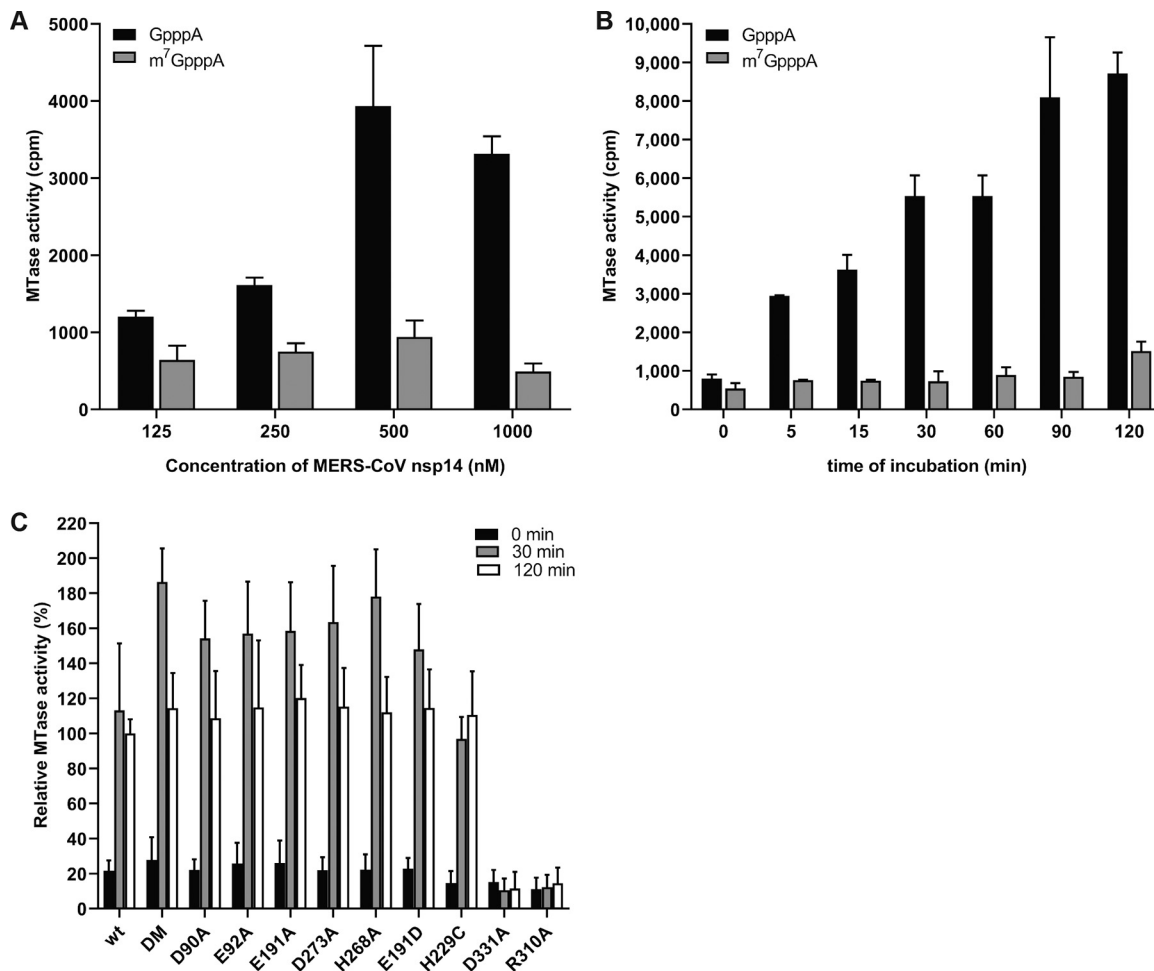 A
GpppA
m⁷GpppA
MTase activity (cpm)
5000
4000
3000
2000
1000
0
125 250 500 1000
Concentration of MERS-CoV nsp14 (nM)
B
GpppA
m⁷GpppA
MTase activity (cpm)
10,000
9,000
8,000
7,000
6,000
5,000
4,000
3,000
2,000
1,000
0
0 5 15 30 60 90 120
time of incubation (min)
C
0 min
30 min
120 min
Relative MTase activity (%)
220
200
180
160
140
120
100
80
60
40
20
0
wt DM D90A E92A E191A D273A H268A E191D H229C D331A R310A